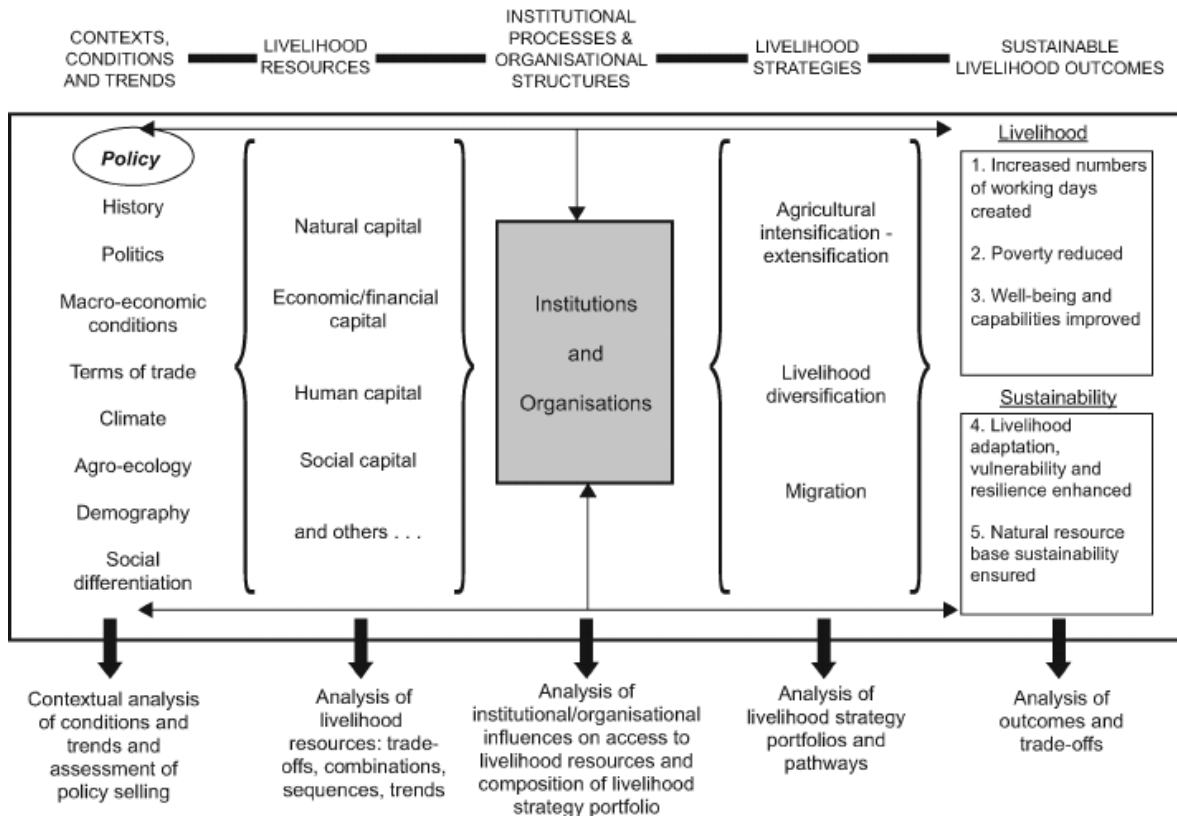 CONTEXTS,
CONDITIONS
AND TRENDS
LIVELIHOOD
RESOURCES
INSTITUTIONAL
PROCESSES &
ORGANISATIONAL
STRUCTURES
LIVELIHOOD
STRATEGIES
SUSTAINABLE
LIVELIHOOD OUTCOMES
Policy
History
Politics
Macro-economic
conditions
Terms of trade
Climate
Agro-ecology
Demography
Social
differentiation
Natural capital
Economic/financial
capital
Human capital
Social capital
and others . . .
Institutions
and
Organisations
Agricultural
intensification -
extensification
Livelihood
diversification
Migration
Livelihood
1. Increased numbers
of working days
created
2. Poverty reduced
3. Well-being and
capabilities improved
Sustainability
4. Livelihood
adaptation,
vulnerability and
resilience enhanced
5. Natural resource
base sustainability
ensured
Contextual analysis
of conditions and
trends and
assessment of
policy selling
Analysis of
livelihood
resources: trade-
offs, combinations,
sequences, trends
Analysis of
institutional/organisational
influences on access to
livelihood resources and
composition of livelihood
strategy portfolio
Analysis of
livelihood strategy
portfolios and
pathways
Analysis of
outcomes and
trade-offs